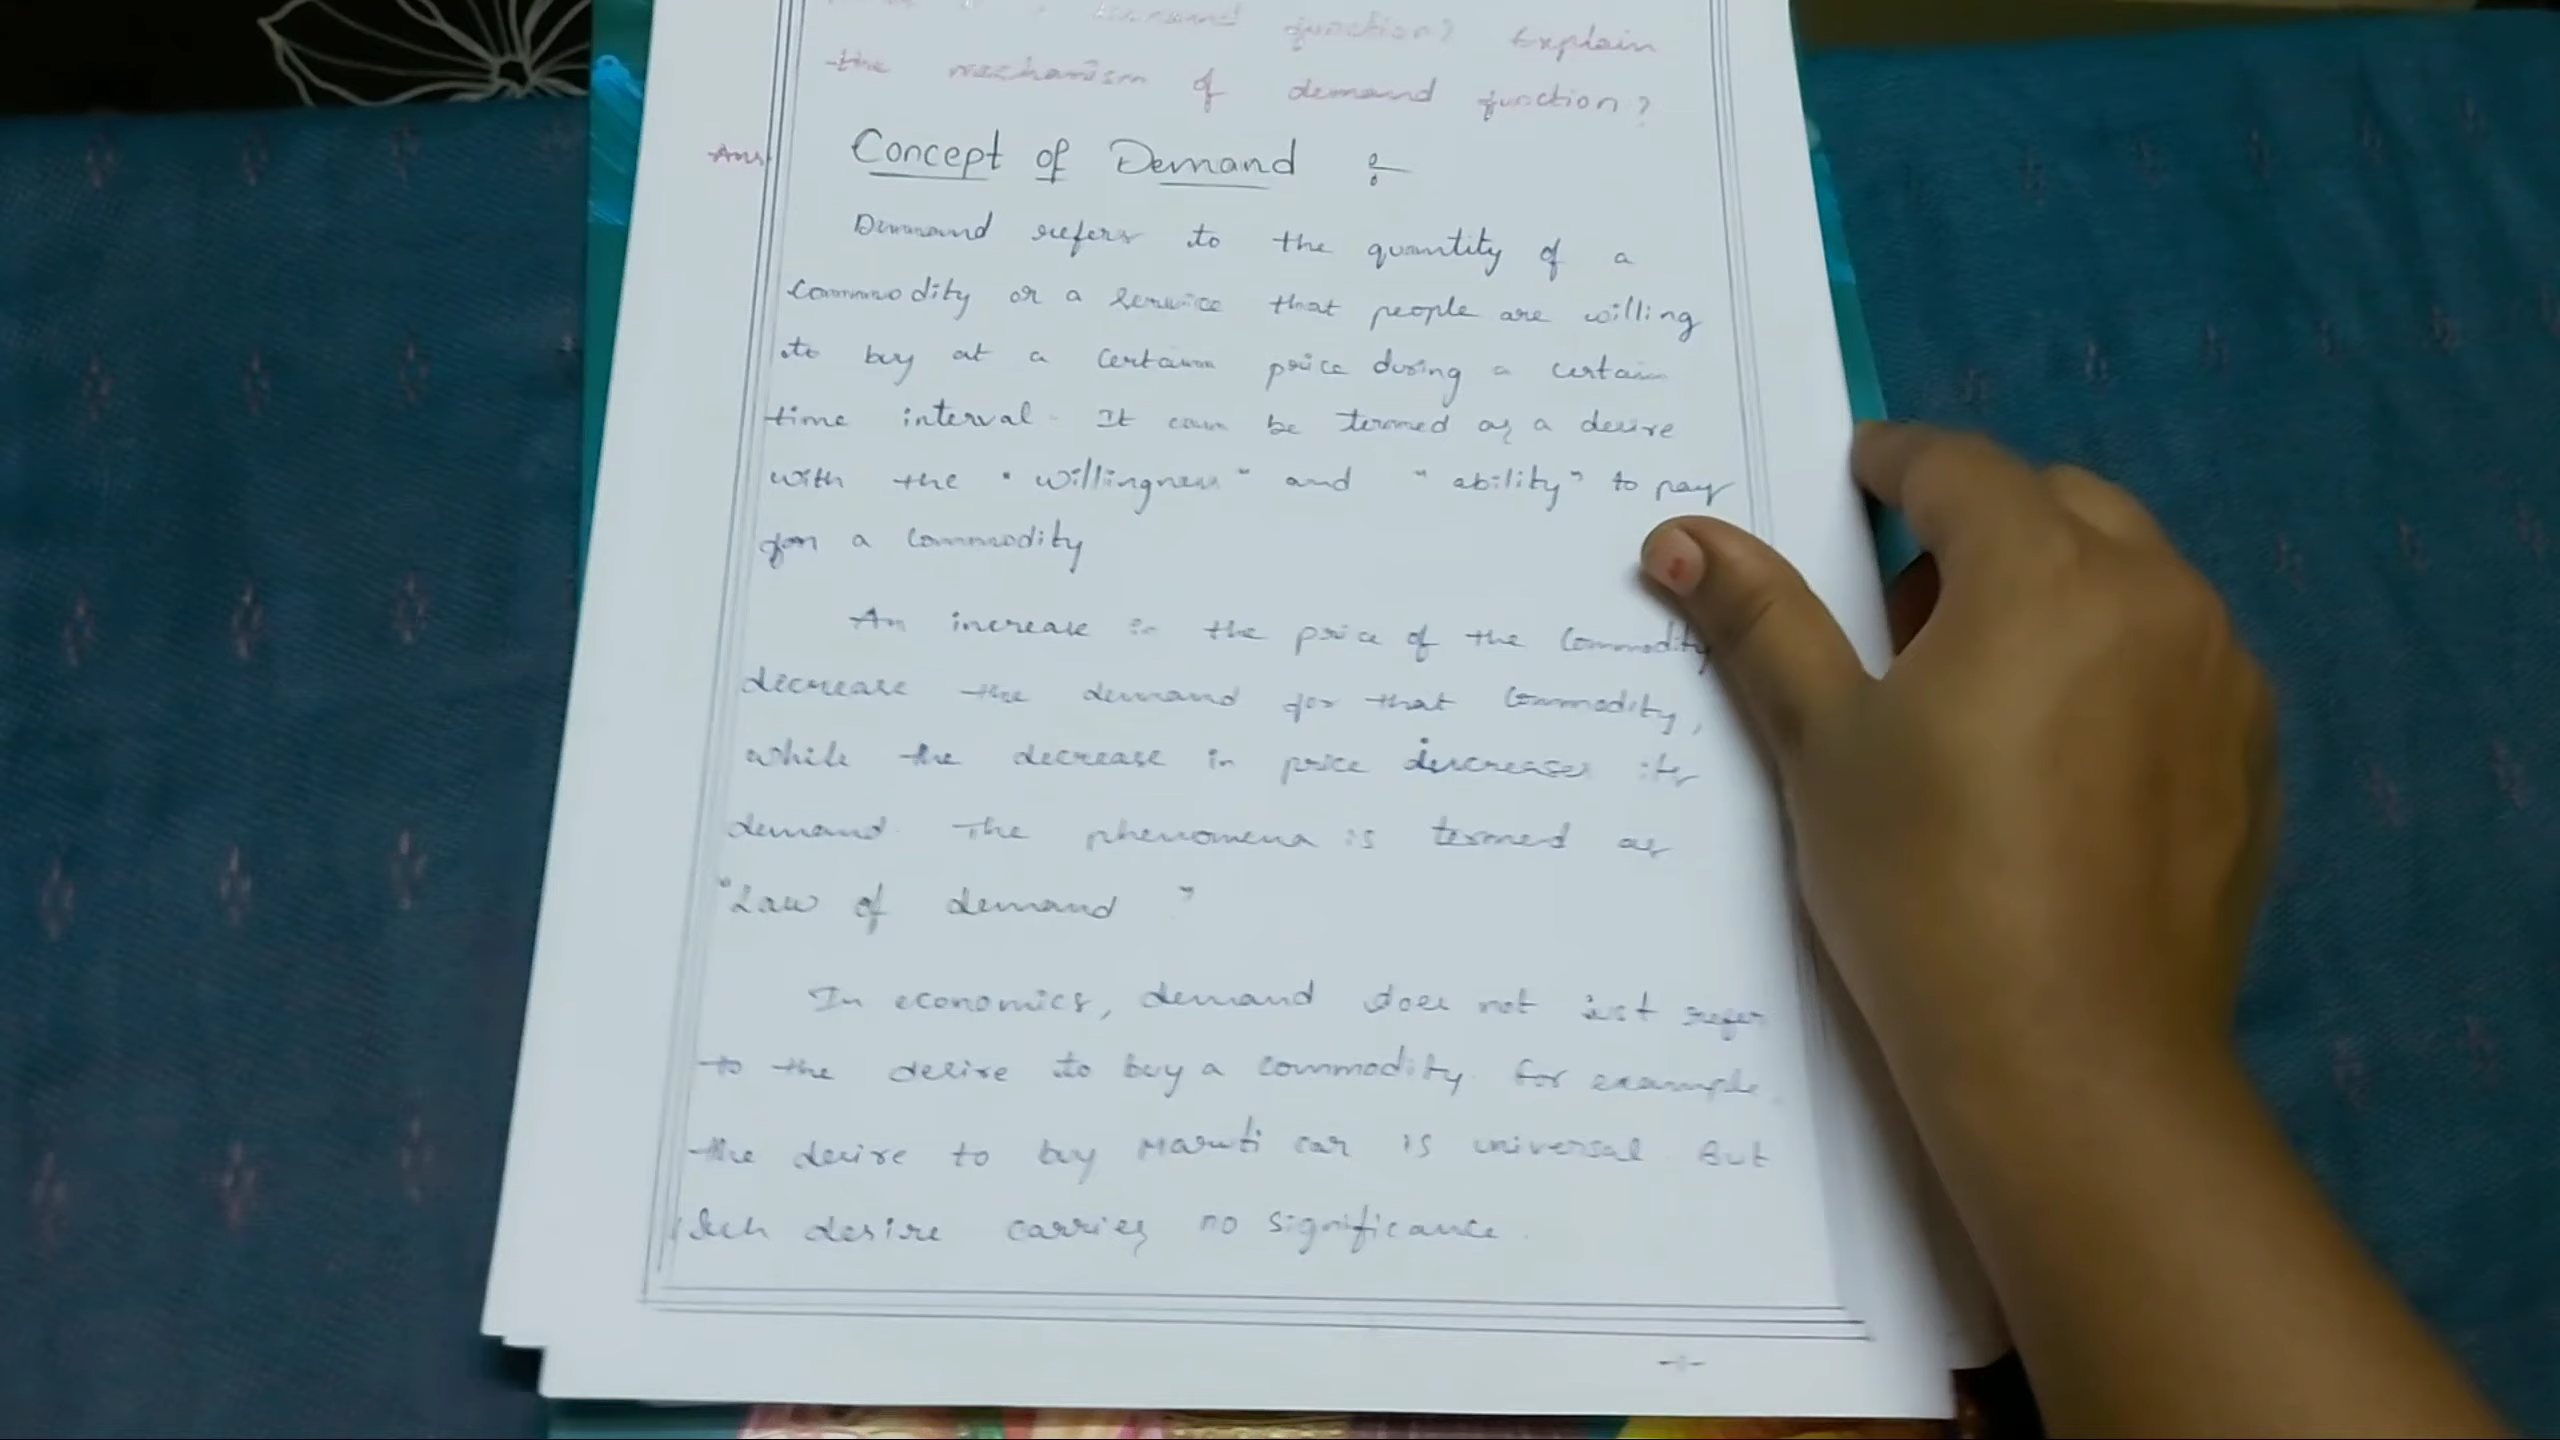 demand function? Explain
the mechanism of demand function?
Ans
Concept of Demand :-
Demand refers to the quantity of a
commodity or a service that people are willing
to buy at a certain price during a certain
time interval. It can be termed as a desire
with the "willingness" and "ability" to pay
for a commodity
An increase in the price of the commodity
decrease the demand for that commodity,
while the decrease in price increases its
demand. The phenomena is termed as
"Law of demand"
In economics, demand does not just refer
to the desire to buy a commodity. For example
the desire to buy Maruti car is universal. But
such desire carries no significance.
-1-